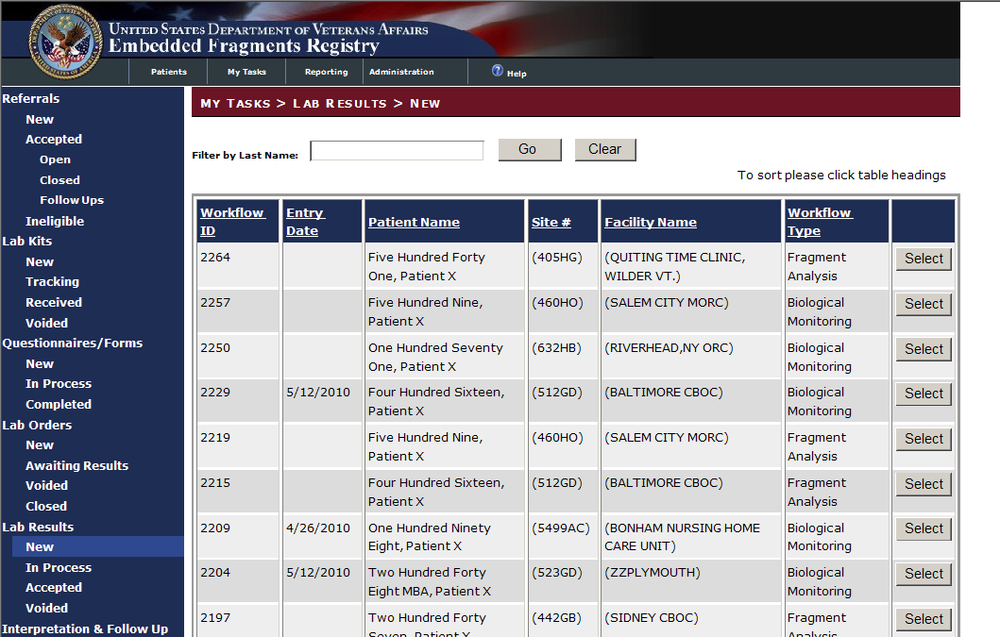 United States Department of Veterans Affairs
Embedded Fragments Registry
Patients My Tasks Reporting Administration Help
Referrals
New
Accepted
Open
Closed
Follow Ups
Ineligible
Lab Kits
New
Tracking
Received
Voided
Questionnaires/Forms
New
In Process
Completed
Lab Orders
New
Awaiting Results
Voided
Closed
Lab Results
New
In Process
Accepted
Voided
Interpretation & Follow Up
My Tasks > Lab Results > New
Filter by Last Name: Go Clear
To sort please click table headings
Workflow ID Entry Date Patient Name Site # Facility Name Workflow Type
2264 Five Hundred Forty One, Patient X (405HG) (QUITING TIME CLINIC, WILDER VT.) Fragment Analysis Select
2257 Five Hundred Nine, Patient X (460HO) (SALEM CITY MORC) Biological Monitoring Select
2250 One Hundred Seventy One, Patient X (632HB) (RIVERHEAD,NY ORC) Biological Monitoring Select
2229 5/12/2010 Four Hundred Sixteen, Patient X (512GD) (BALTIMORE CBOC) Biological Monitoring Select
2219 Five Hundred Nine, Patient X (460HO) (SALEM CITY MORC) Fragment Analysis Select
2215 Four Hundred Sixteen, Patient X (512GD) (BALTIMORE CBOC) Fragment Analysis Select
2209 4/26/2010 One Hundred Ninety Eight, Patient X (5499AC) (BONHAM NURSING HOME CARE UNIT) Biological Monitoring Select
2204 5/12/2010 Two Hundred Forty Eight MBA, Patient X (523GD) (ZZPLYMOUTH) Biological Monitoring Select
2197 Two Hundred Forty Seven, Patient X (442GB) (SIDNEY CBOC) Fragment Analysis Select